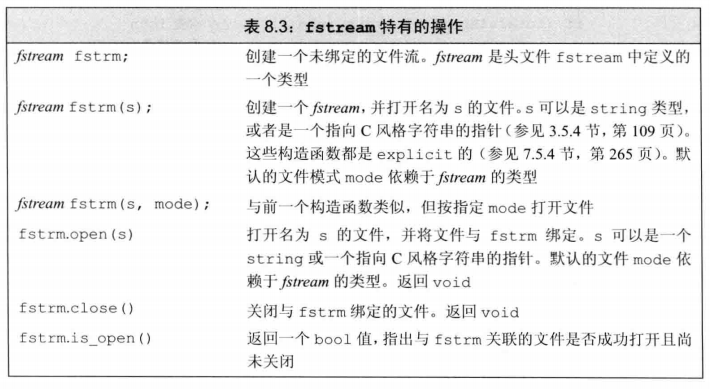 表 8.3：fstream 特有的操作
fstream fstrm; 创建一个未绑定的文件流。fstream 是头文件 fstream 中定义的
一个类型
fstream fstrm(s); 创建一个 fstream，并打开名为 s 的文件。s 可以是 string 类型，
或者是一个指向 C 风格字符串的指针（参见 3.5.4 节，第 109 页）。
这些构造函数都是 explicit 的（参见 7.5.4 节，第 265 页）。默
认的文件模式 mode 依赖于 fstream 的类型
fstream fstrm(s, mode); 与前一个构造函数类似，但按指定 mode 打开文件
fstrm.open(s) 打开名为 s 的文件，并将文件与 fstrm 绑定。s 可以是一个
string 或一个指向 C 风格字符串的指针。默认的文件 mode 依
赖于 fstream 的类型。返回 void
fstrm.close() 关闭与 fstrm 绑定的文件。返回 void
fstrm.is_open() 返回一个 bool 值，指出与 fstrm 关联的文件是否成功打开且尚
未关闭